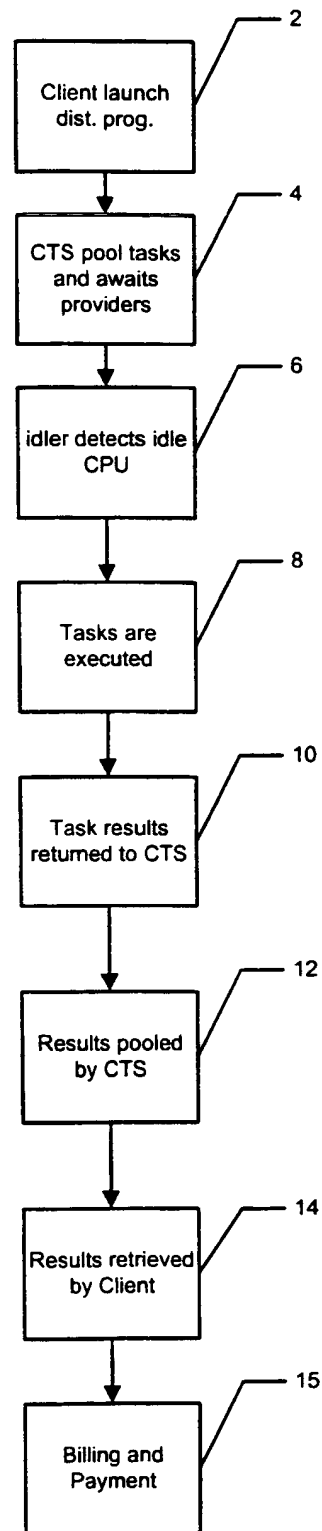 2
Client launch
dist. prog.
4
CTS pool tasks
and awaits
providers
6
idler detects idle
CPU
8
Tasks are
executed
10
Task results
returned to CTS
12
Results pooled
by CTS
14
Results retrieved
by Client
15
Billing and
Payment